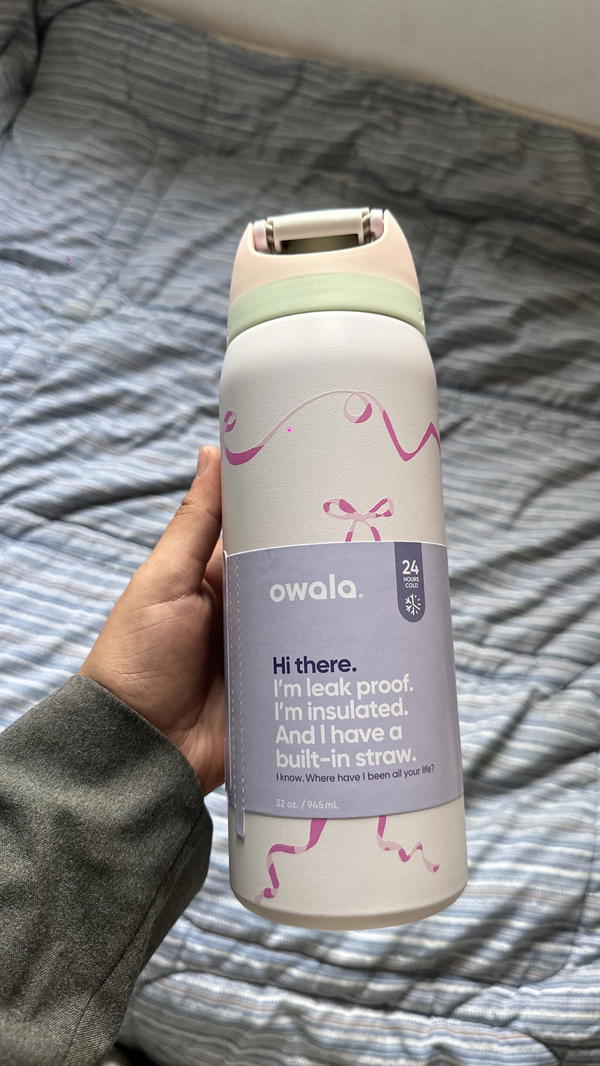 owala.
24
HOURS
COLD
Hi there.
I'm leak proof.
I'm insulated.
And I have a
built-in straw.
I know. Where have I been all your life?
32 oz. / 945 mL